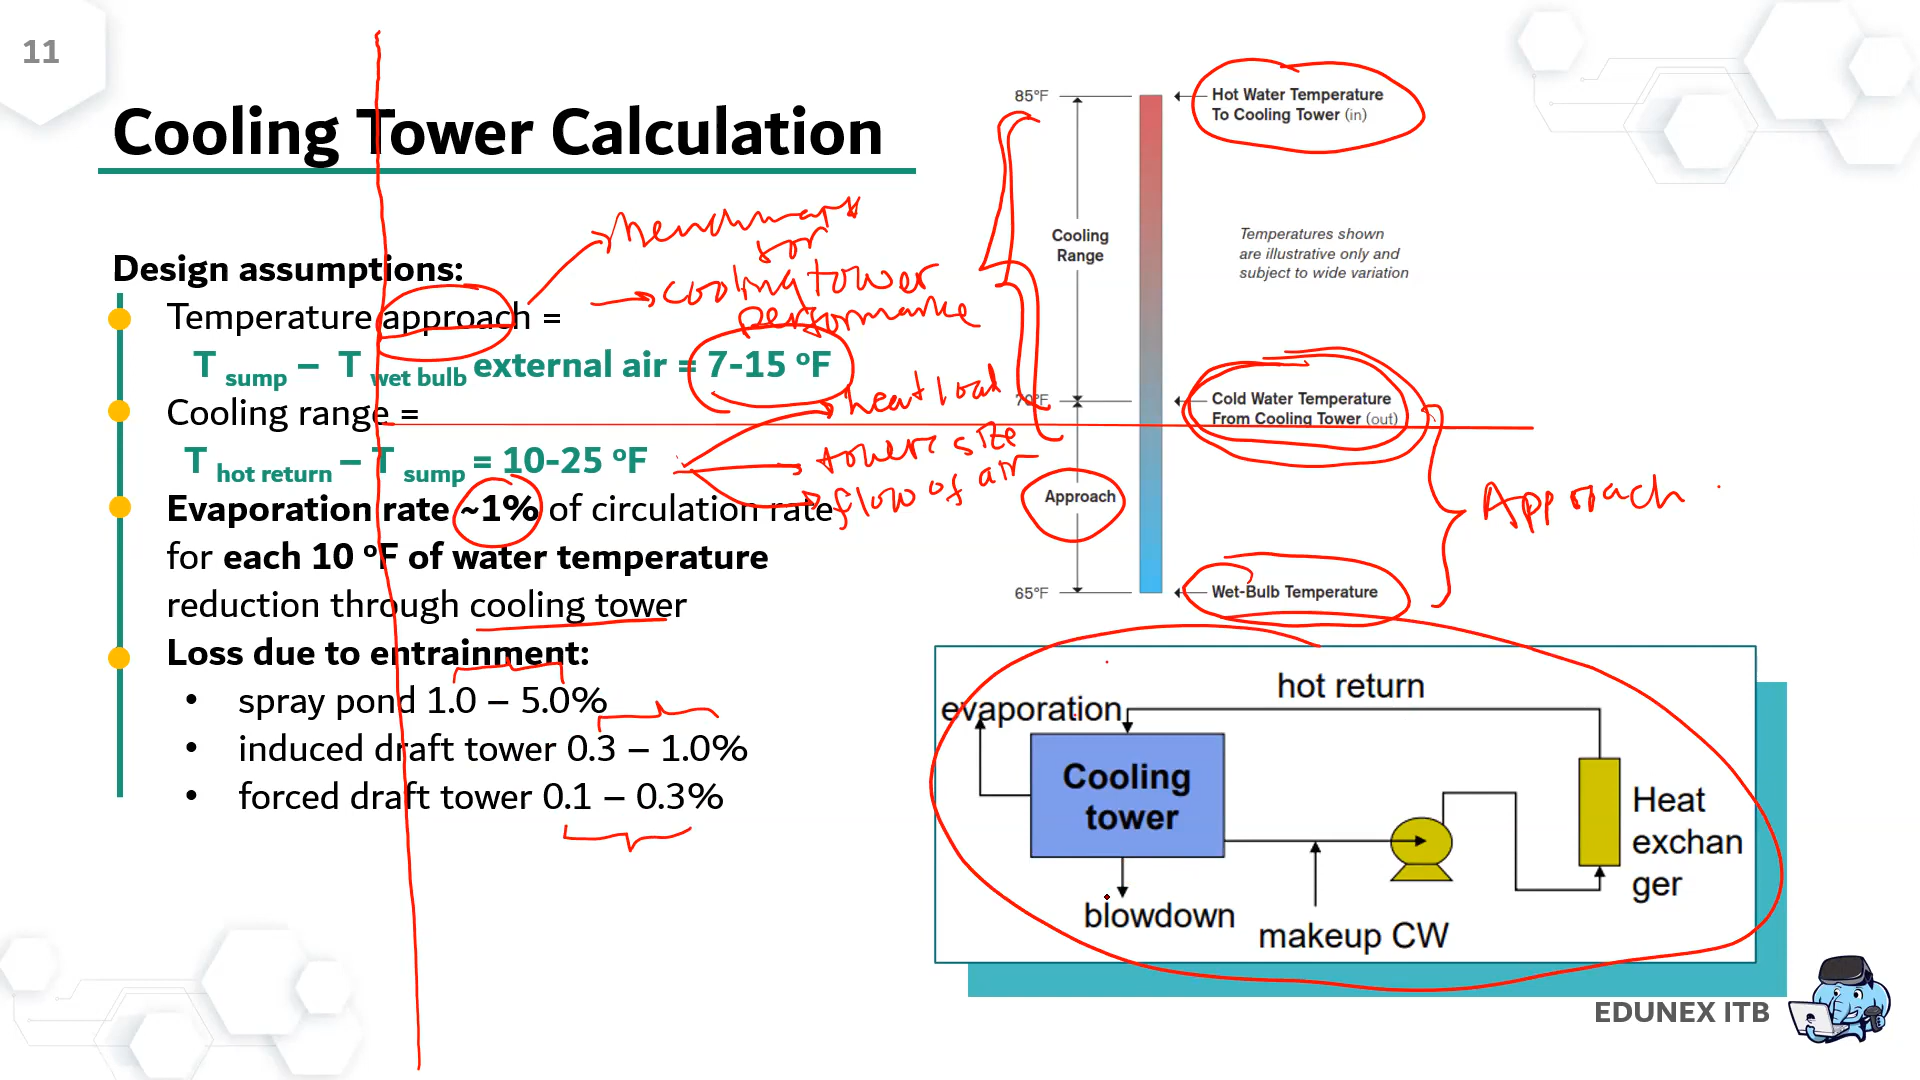 11
Cooling Tower Calculation
Design assumptions:
Temperature approach =
T sump – T wet bulb external air = 7-15 ºF
Cooling range =
T hot return – T sump = 10-25 ºF
Evaporation rate ~1% of circulation rate
for each 10 ºF of water temperature
reduction through cooling tower
Loss due to entrainment:
• spray pond 1.0 – 5.0%
• induced draft tower 0.3 – 1.0%
• forced draft tower 0.1 – 0.3%
benchmark
for
cooling tower
performance
heat load
tower size
flow of air
85°F
Hot Water Temperature
To Cooling Tower (in)
Cooling
Range
Temperatures shown
are illustrative only and
subject to wide variation
70°F
Cold Water Temperature
From Cooling Tower (out)
Approach
Approach
65°F
Wet-Bulb Temperature
hot return
evaporation
Cooling
tower
Heat
exchan
ger
blowdown
makeup CW
EDUNEX ITB